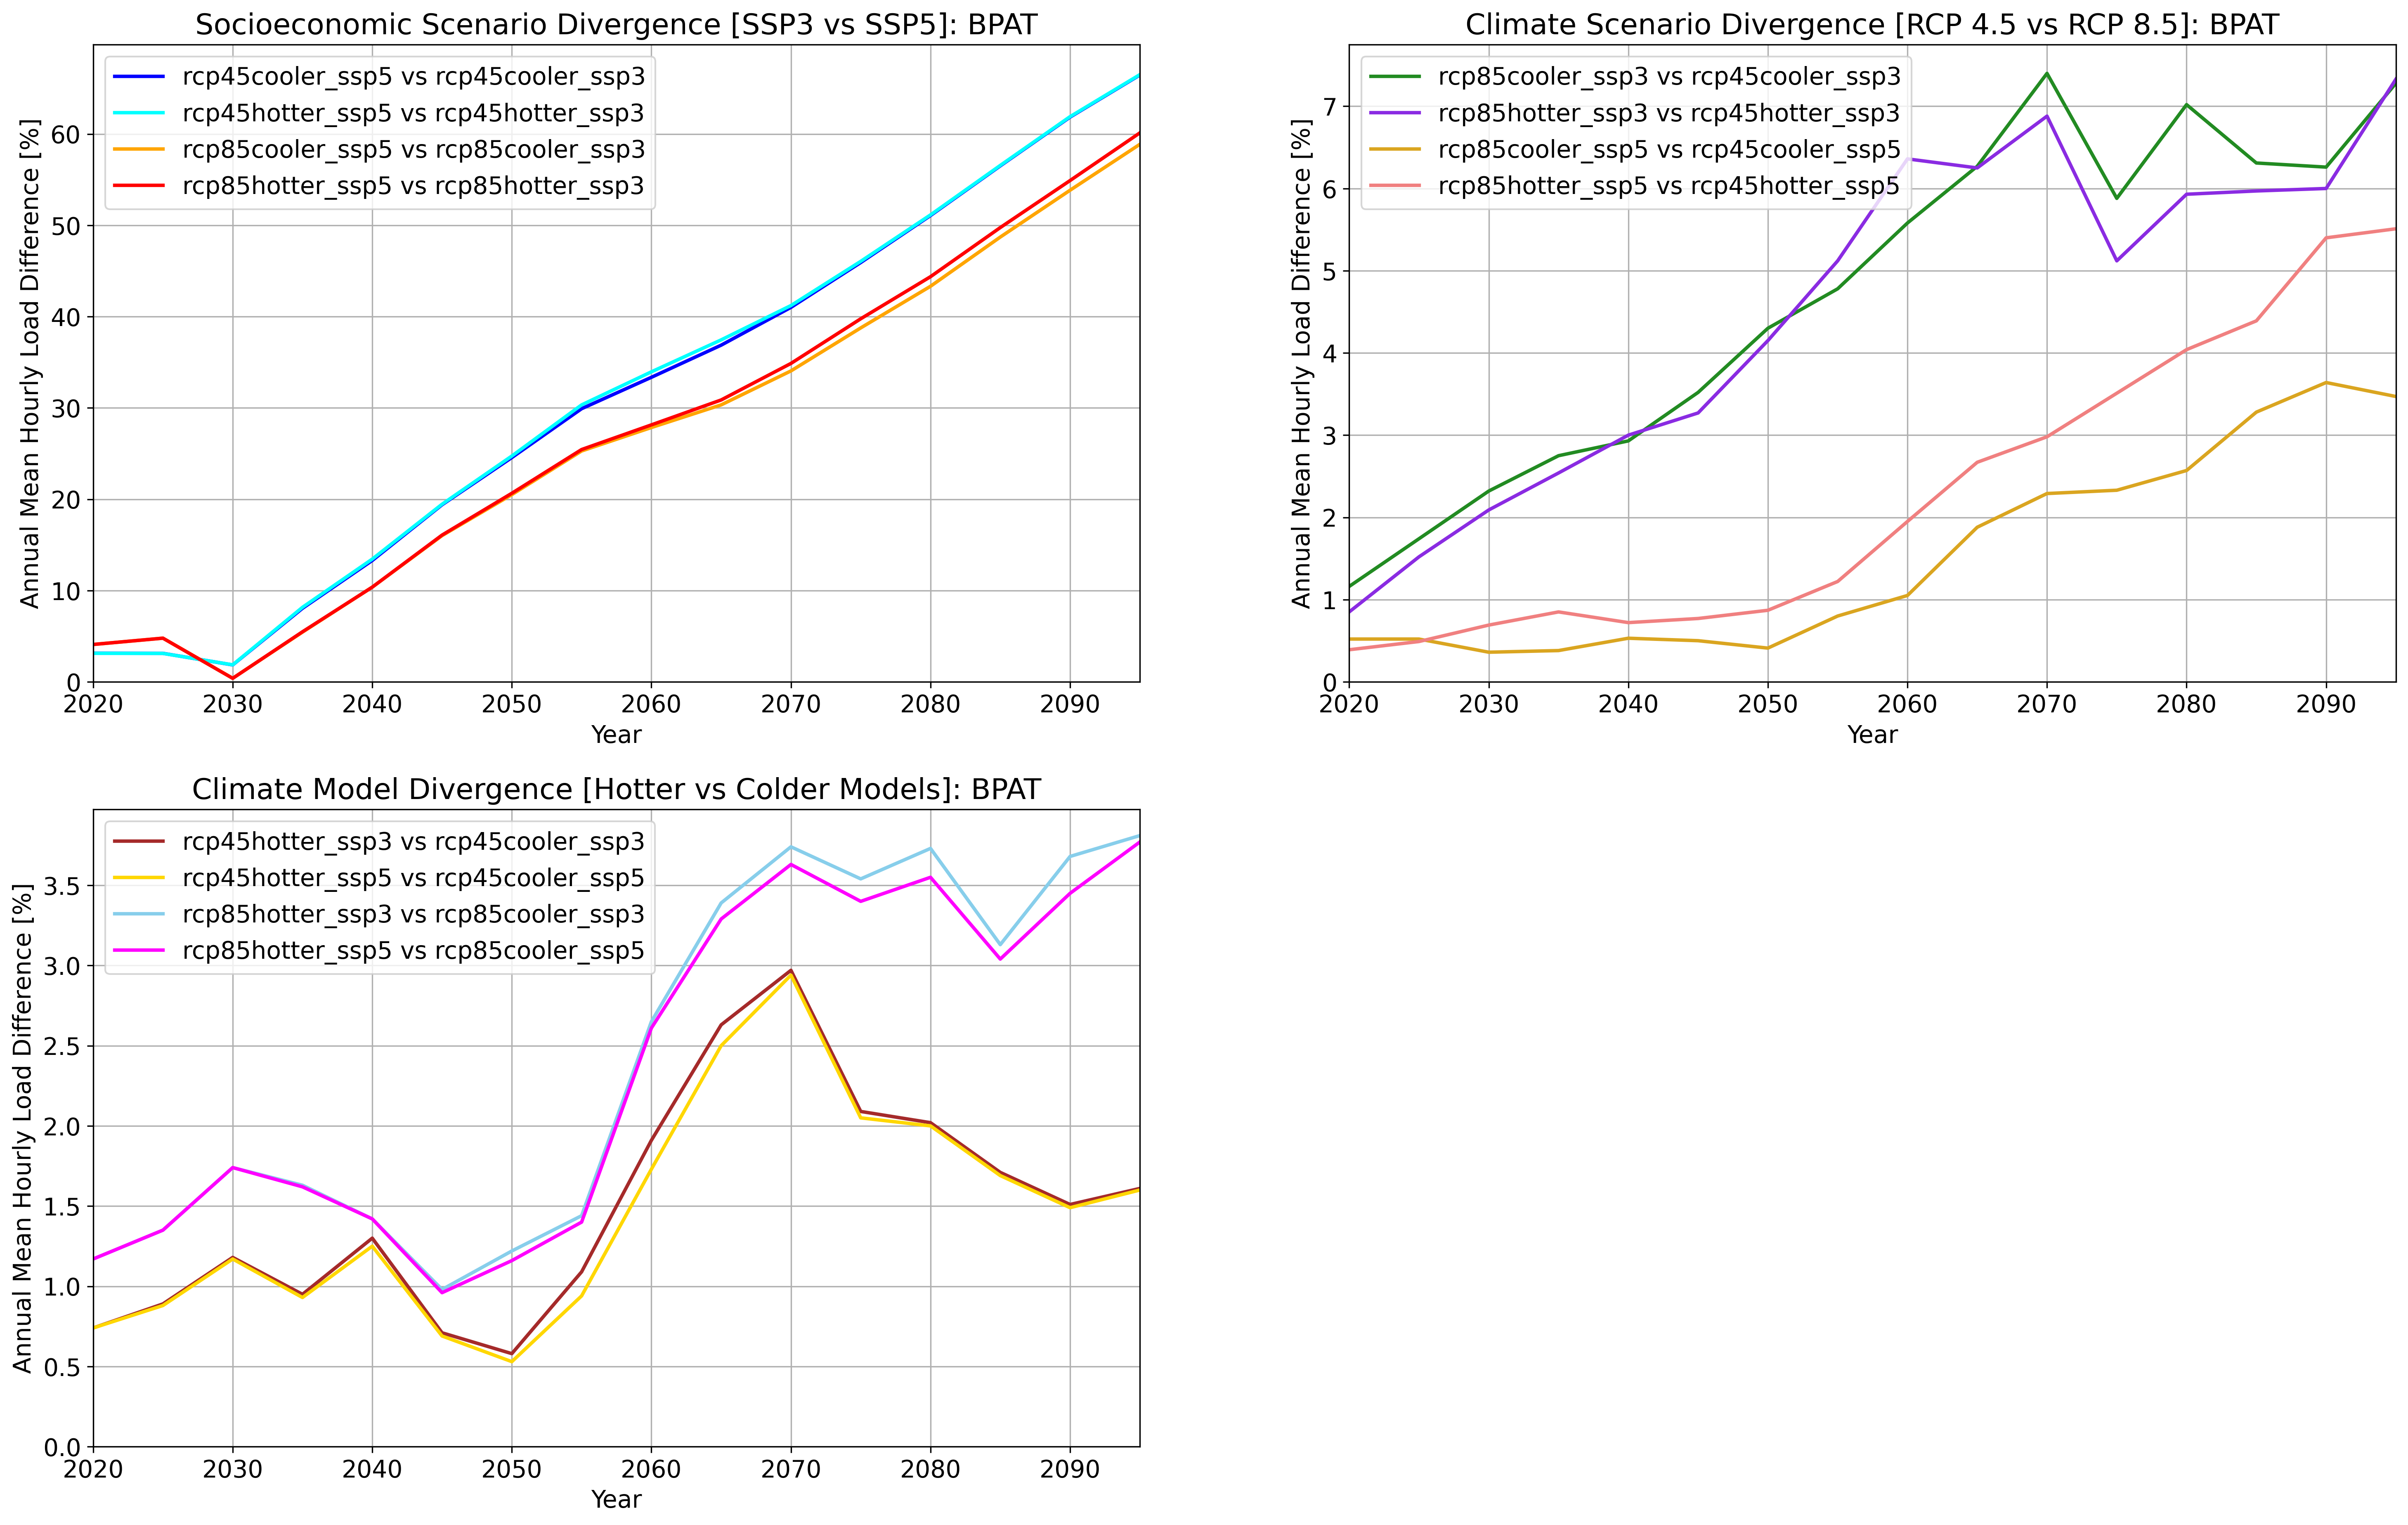 Socioeconomic Scenario Divergence [SSP3 vs SSP5]: BPAT
rcp45cooler_ssp5 vs rcp45cooler_ssp3
rcp45hotter_ssp5 vs rcp45hotter_ssp3
rcp85cooler_ssp5 vs rcp85cooler_ssp3
rcp85hotter_ssp5 vs rcp85hotter_ssp3
Annual Mean Hourly Load Difference [%]
60
50
40
30
20
10
0
2020 2030 2040 2050 2060 2070 2080 2090
Year
Climate Scenario Divergence [RCP 4.5 vs RCP 8.5]: BPAT
rcp85cooler_ssp3 vs rcp45cooler_ssp3
rcp85hotter_ssp3 vs rcp45hotter_ssp3
rcp85cooler_ssp5 vs rcp45cooler_ssp5
rcp85hotter_ssp5 vs rcp45hotter_ssp5
Annual Mean Hourly Load Difference [%]
7
6
5
4
3
2
1
0
2020 2030 2040 2050 2060 2070 2080 2090
Year
Climate Model Divergence [Hotter vs Colder Models]: BPAT
rcp45hotter_ssp3 vs rcp45cooler_ssp3
rcp45hotter_ssp5 vs rcp45cooler_ssp5
rcp85hotter_ssp3 vs rcp85cooler_ssp3
rcp85hotter_ssp5 vs rcp85cooler_ssp5
Annual Mean Hourly Load Difference [%]
3.5
3.0
2.5
2.0
1.5
1.0
0.5
0.0
2020 2030 2040 2050 2060 2070 2080 2090
Year